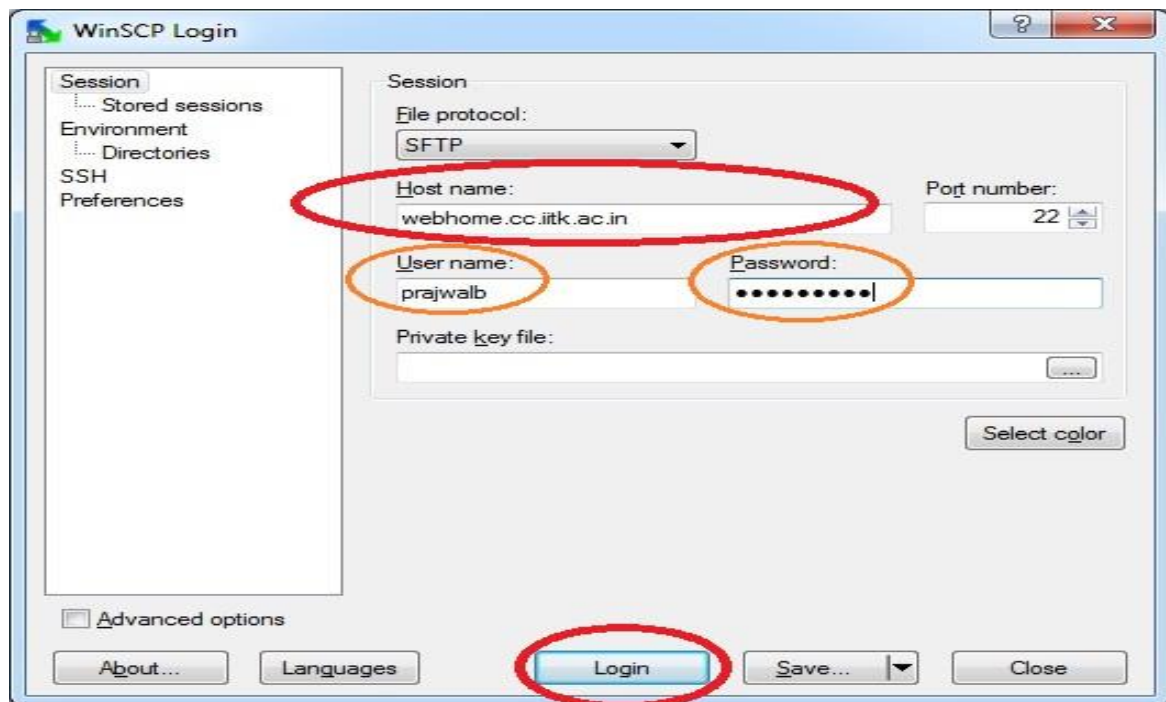 WinSCP Login
Session
Stored sessions
Environment
Directories
SSH
Preferences
Session
File protocol:
SFTP
Host name:
Port number:
webhome.cc.iitk.ac.in
22
User name:
Password:
prajwalb
●●●●●●●●●
Private key file:
...
Select color
Advanced options
About...
Languages
Login
Save...
Close